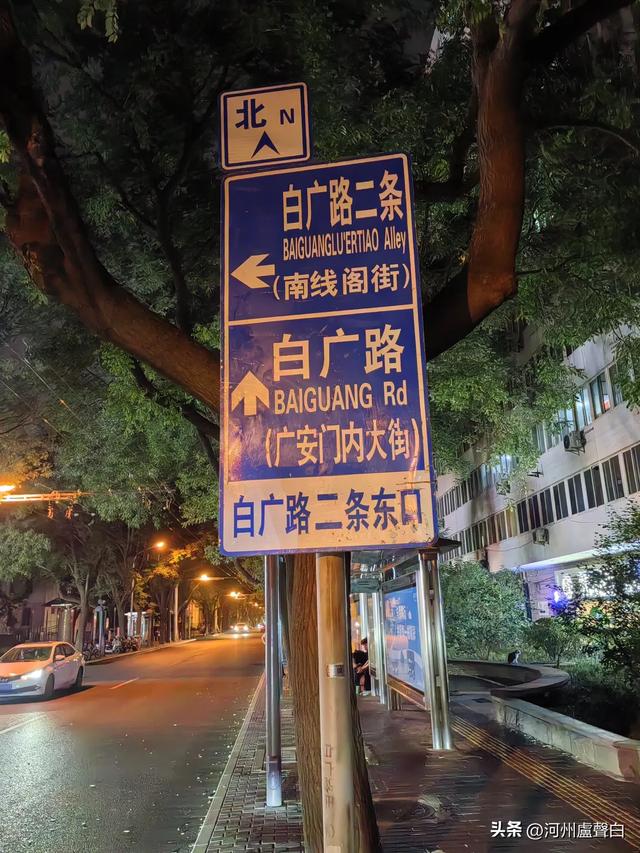 北 N
白广路二条
BAIGUANGLU'ERTIAO Alley
(南线阁街)
白广路
BAIGUANG Rd
(广安门内大街)
白广路二条东口
头条 @河州盧聲白